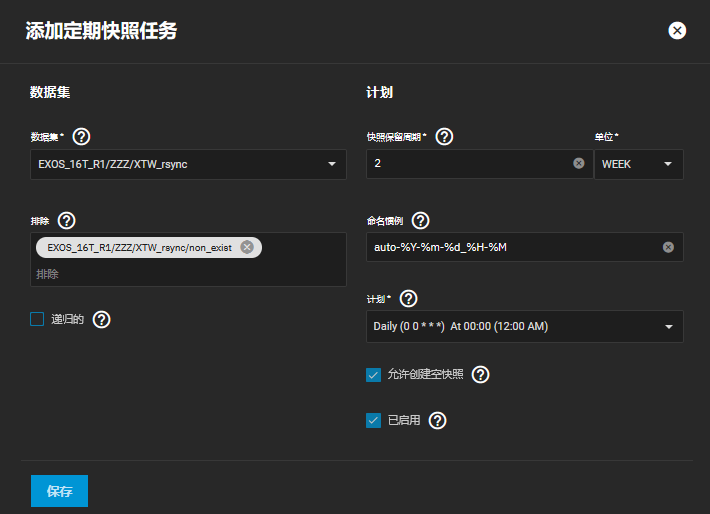 添加定期快照任务
数据集
数据集*
EXOS_16T_R1/ZZZ/XTW_rsync
排除
EXOS_16T_R1/ZZZ/XTW_rsync/non_exist
排除
递归的
计划
快照保留周期*
单位*
2
WEEK
命名惯例
auto-%Y-%m-%d_%H-%M
计划*
Daily (0 0 * * *) At 00:00 (12:00 AM)
允许创建空快照
已启用
保存